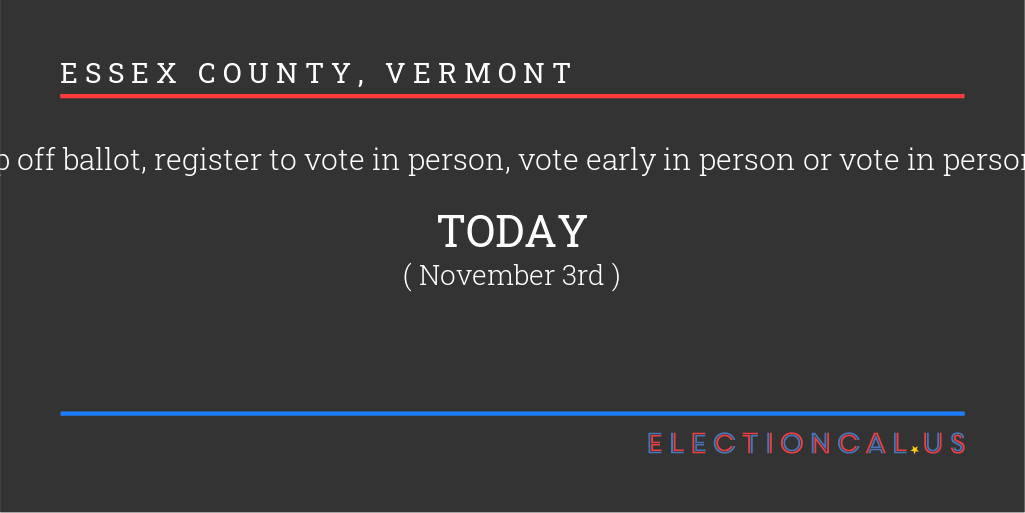 ESSEX COUNTY, VERMONT
off ballot, register to vote in person, vote early in person or vote in person
TODAY
( November 3rd )
ELECTIONCAL.US